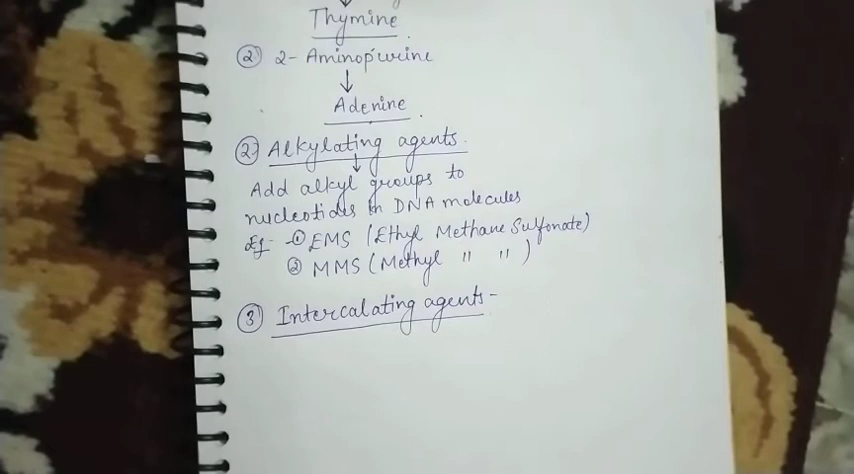 Thymine
② 2- Aminopurine
↓
Adenine
② Alkylating agents.
↓
Add alkyl groups to
nucleotides in DNA molecules
Eg- -① EMS (Ethyl Methane Sulfonate)
② MMS (Methyl " " )
③ Intercalating agents-